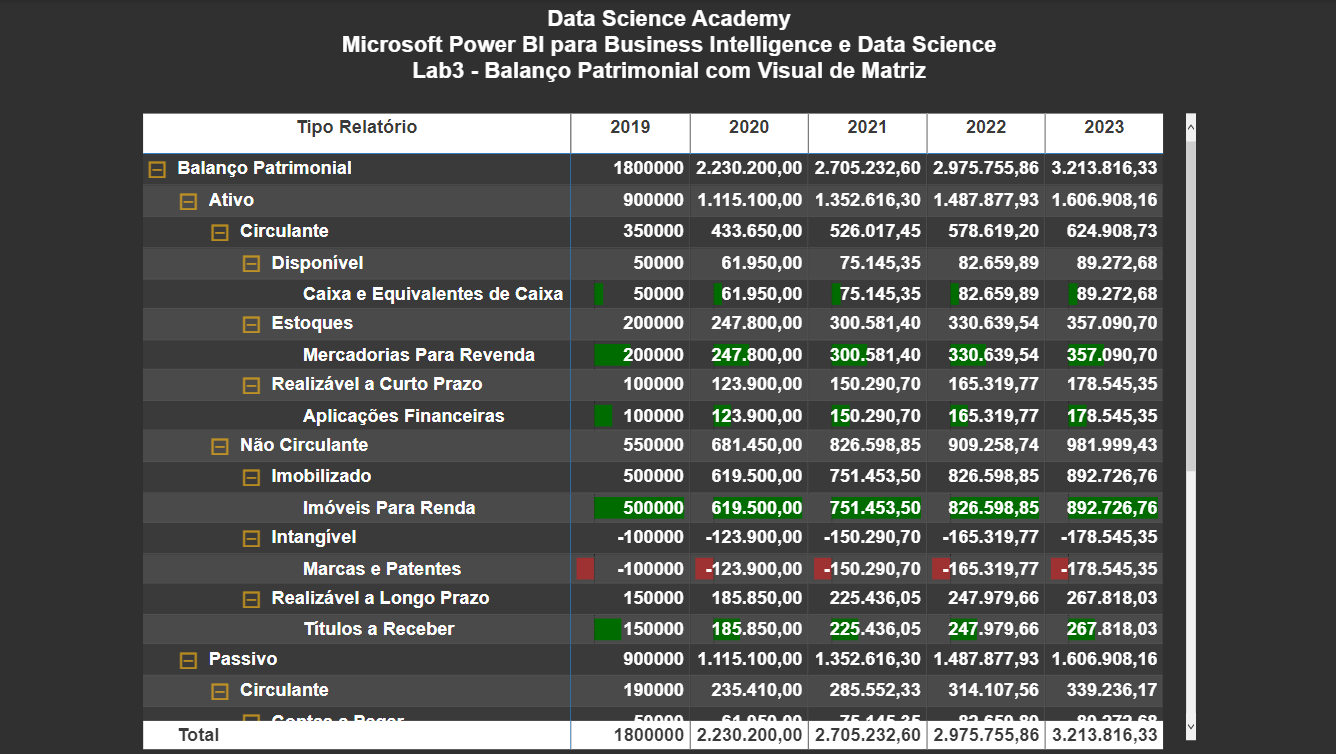 Data Science Academy
Microsoft Power BI para Business Intelligence e Data Science
Lab3 - Balanço Patrimonial com Visual de Matriz
Tipo Relatório 2019 2020 2021 2022 2023
Balanço Patrimonial 1800000 2.230.200,00 2.705.232,60 2.975.755,86 3.213.816,33
Ativo 900000 1.115.100,00 1.352.616,30 1.487.877,93 1.606.908,16
Circulante 350000 433.650,00 526.017,45 578.619,20 624.908,73
Disponível 50000 61.950,00 75.145,35 82.659,89 89.272,68
Caixa e Equivalentes de Caixa 50000 61.950,00 75.145,35 82.659,89 89.272,68
Estoques 200000 247.800,00 300.581,40 330.639,54 357.090,70
Mercadorias Para Revenda 200000 247.800,00 300.581,40 330.639,54 357.090,70
Realizável a Curto Prazo 100000 123.900,00 150.290,70 165.319,77 178.545,35
Aplicações Financeiras 100000 123.900,00 150.290,70 165.319,77 178.545,35
Não Circulante 550000 681.450,00 826.598,85 909.258,74 981.999,43
Imobilizado 500000 619.500,00 751.453,50 826.598,85 892.726,76
Imóveis Para Renda 500000 619.500,00 751.453,50 826.598,85 892.726,76
Intangível -100000 -123.900,00 -150.290,70 -165.319,77 -178.545,35
Marcas e Patentes -100000 -123.900,00 -150.290,70 -165.319,77 -178.545,35
Realizável a Longo Prazo 150000 185.850,00 225.436,05 247.979,66 267.818,03
Títulos a Receber 150000 185.850,00 225.436,05 247.979,66 267.818,03
Passivo 900000 1.115.100,00 1.352.616,30 1.487.877,93 1.606.908,16
Circulante 190000 235.410,00 285.552,33 314.107,56 339.236,17
Contas a Pagar 50000 61.950,00 75.145,35 82.659,89 89.272,68
Total 1800000 2.230.200,00 2.705.232,60 2.975.755,86 3.213.816,33